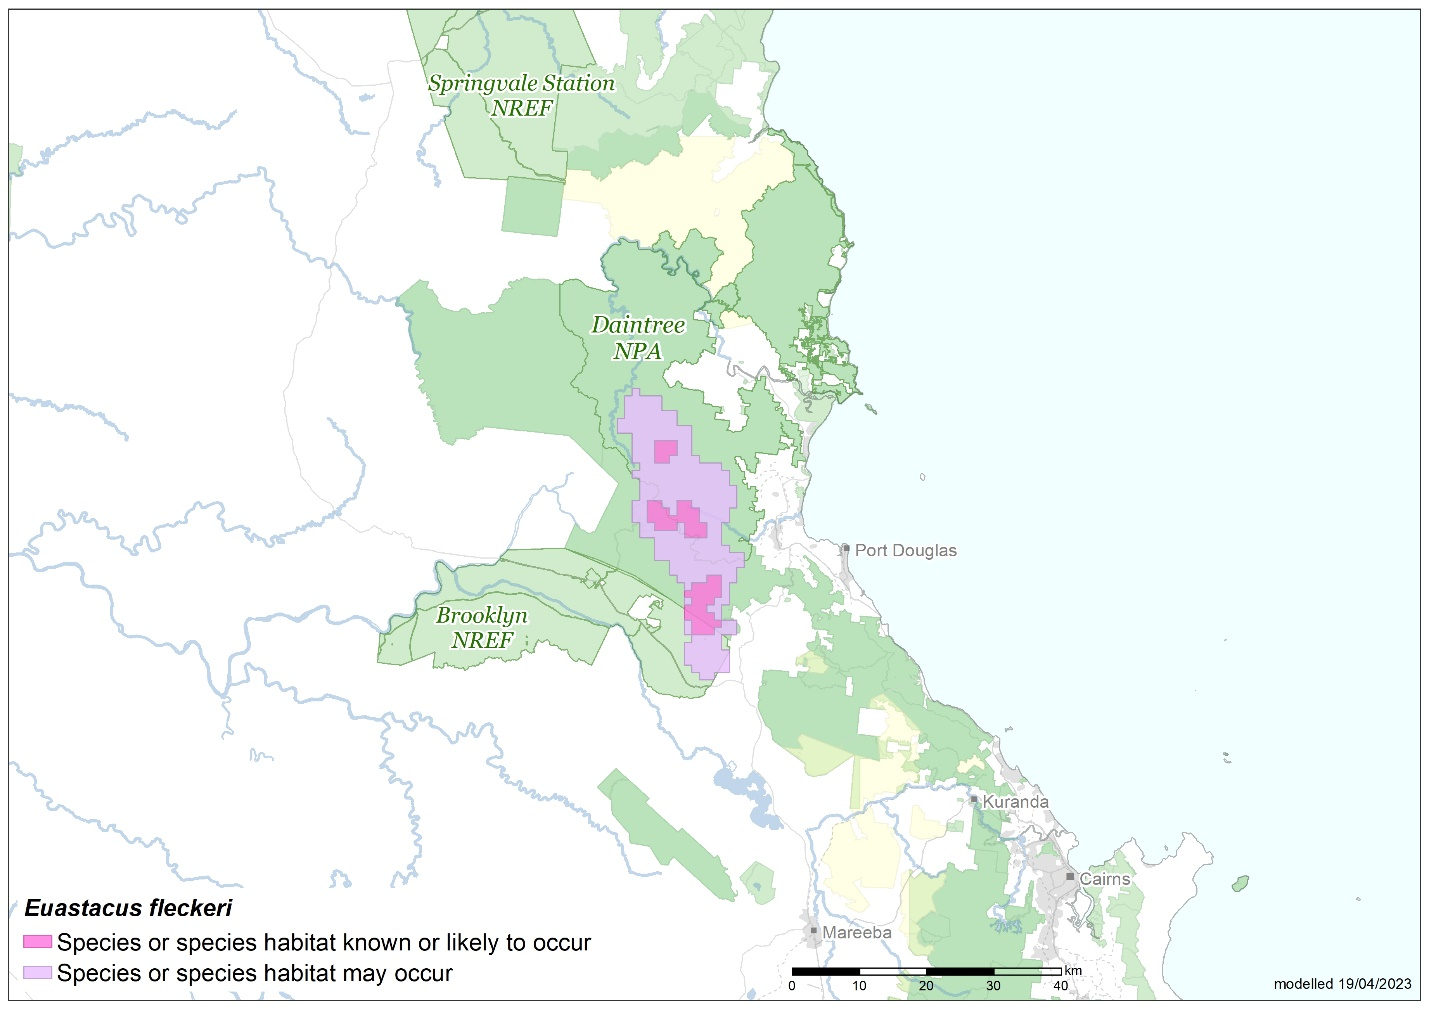 Springvale Station
NREF
Daintree
NPA
Port Douglas
Brooklyn
NREF
Kuranda
Cairns
Mareeba
Euastacus fleckeri
Species or species habitat known or likely to occur
Species or species habitat may occur
km
0 10 20 30 40
modelled 19/04/2023